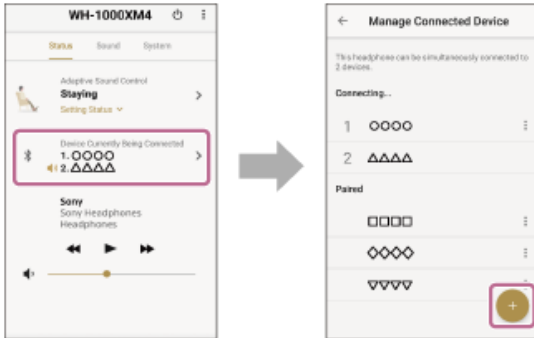 WH-1000XM4
Status Sound System
Adaptive Sound Control
Staying
Setting Status
Device Currently Being Connected
1. ○○○○
2. △△△△
Sony
Sony Headphones
Headphones
Manage Connected Device
This headphone can be simultaneously connected to
2 devices.
Connecting...
1 ○○○○
2 △△△△
Paired
□□□□
◇◇◇◇
▽▽▽▽